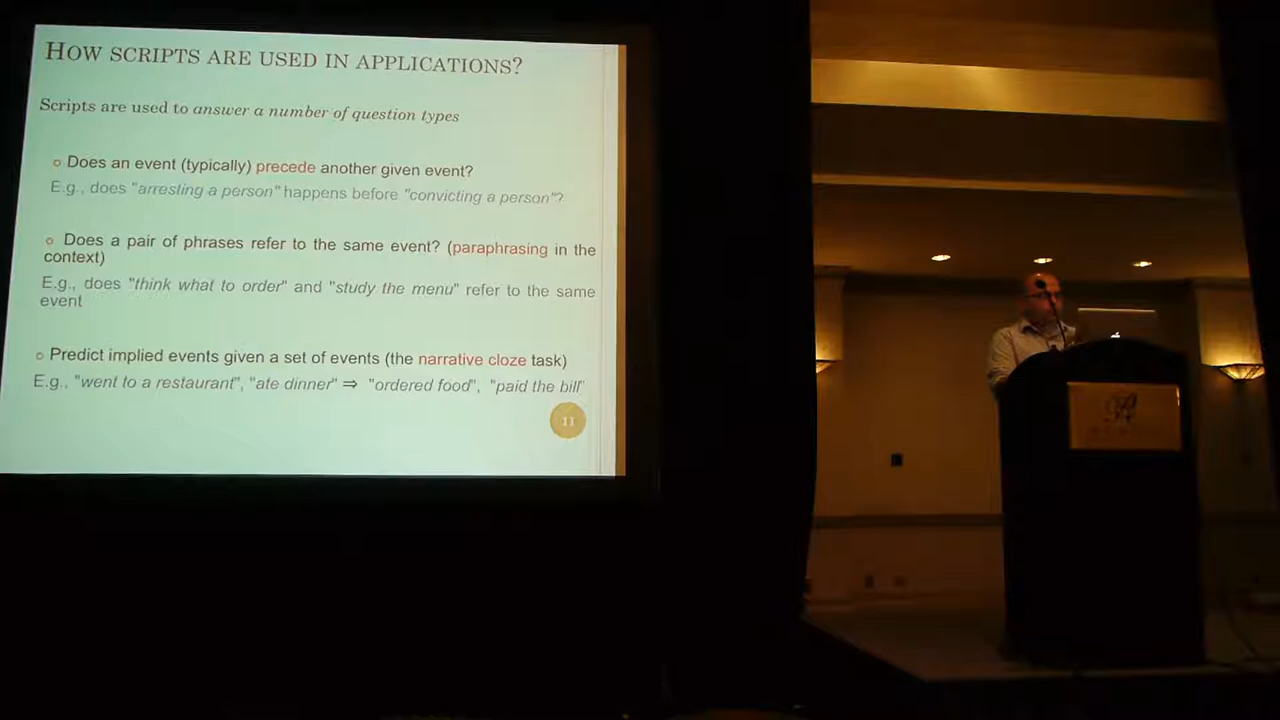 HOW SCRIPTS ARE USED IN APPLICATIONS?
Scripts are used to answer a number of question types
Does an event (typically) precede another given event?
E.g., does "arresting a person" happens before "convicting a person"?
Does a pair of phrases refer to the same event? (paraphrasing in the
context)
E.g., does "think what to order" and "study the menu" refer to the same
event
Predict implied events given a set of events (the narrative cloze task)
E.g., "went to a restaurant", "ate dinner" ⇒ "ordered food", "paid the bill"
11